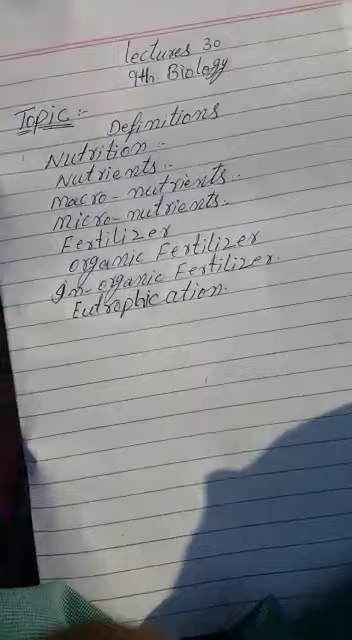 lectures 30
9th Biology
Topic :-
Definitions
Nutrition :-
Nutrients :-
macro-nutrients :-
micro-nutrients :-
Fertilizer
organic Fertilizer
In-organic Fertilizer.
Eutrophication.